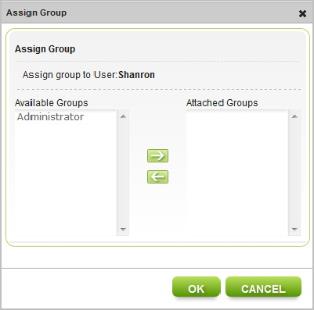 Assign Group
Assign Group
Assign group to User:Shanron
Available Groups
Attached Groups
Administrator
OK
CANCEL